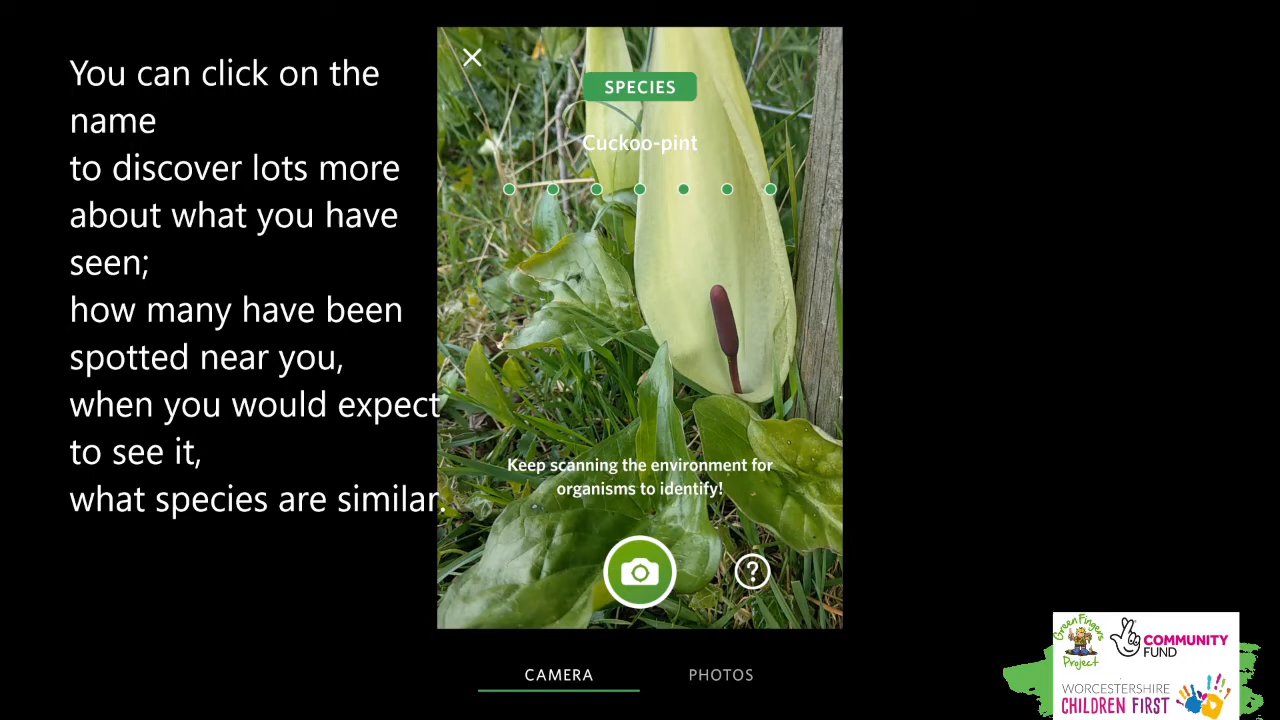 You can click on the
name
to discover lots more
about what you have
seen;
how many have been
spotted near you,
when you would expect
to see it,
what species are similar.
SPECIES
Cuckoo-pint
Keep scanning the environment for
organisms to identify!
?
CAMERA
PHOTOS
Green Fingers
Project
COMMUNITY
FUND
WORCESTERSHIRE
CHILDREN FIRST